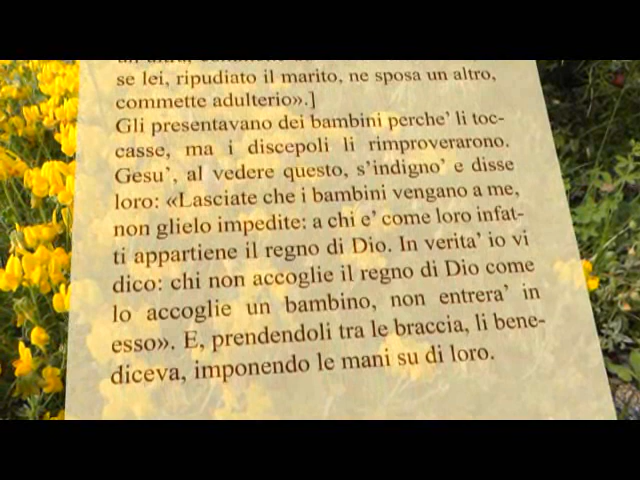 se lei, ripudiato il marito, ne sposa un altro,
commette adulterio».]
Gli presentavano dei bambini perche' li toc-
casse, ma i discepoli li rimproverarono.
Gesu', al vedere questo, s'indigno' e disse
loro: «Lasciate che i bambini vengano a me,
non glielo impedite: a chi e' come loro infat-
ti appartiene il regno di Dio. In verita' io vi
dico: chi non accoglie il regno di Dio come
lo accoglie un bambino, non entrera' in
esso». E, prendendoli tra le braccia, li bene-
diceva, imponendo le mani su di loro.